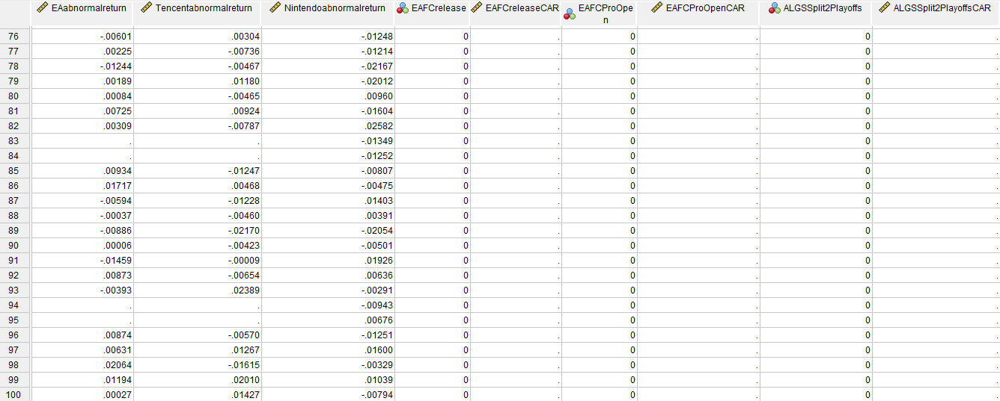 EAabnormalreturn Tencentabnormalreturn Nintendoabnormalreturn EAFCrelease EAFCreleaseCAR EAFCProOpe EAFCProOpenCAR ALGSSplit2Playoffs ALGSSplit2PlayoffsCAR
n
76 -.00601 .00304 -.01248 0 . 0 . 0 .
77 .00225 -.00736 -.01214 0 . 0 . 0 .
78 -.01244 -.00467 -.02167 0 . 0 . 0 .
79 .00189 .01180 -.02012 0 . 0 . 0 .
80 .00084 -.00465 .00960 0 . 0 . 0 .
81 .00725 .00924 -.01604 0 . 0 . 0 .
82 .00309 -.00787 .02582 0 . 0 . 0 .
83 . . -.01349 0 . 0 . 0 .
84 . . -.01252 0 . 0 . 0 .
85 .00934 -.01247 -.00807 0 . 0 . 0 .
86 .01717 .00468 -.00475 0 . 0 . 0 .
87 -.00594 -.01228 .01403 0 . 0 . 0 .
88 -.00037 -.00460 .00391 0 . 0 . 0 .
89 -.00886 -.02170 -.02054 0 . 0 . 0 .
90 .00006 -.00423 -.00501 0 . 0 . 0 .
91 -.01459 -.00009 .01926 0 . 0 . 0 .
92 .00873 -.00654 .00636 0 . 0 . 0 .
93 -.00393 .02389 -.00291 0 . 0 . 0 .
94 . . -.00943 0 . 0 . 0 .
95 . . .00676 0 . 0 . 0 .
96 .00874 -.00570 -.01251 0 . 0 . 0 .
97 .00631 .01267 .01600 0 . 0 . 0 .
98 .02064 -.01615 -.00329 0 . 0 . 0 .
99 .01194 .02010 .01039 0 . 0 . 0 .
100 .00027 .01427 -.00794 0 . 0 . 0 .